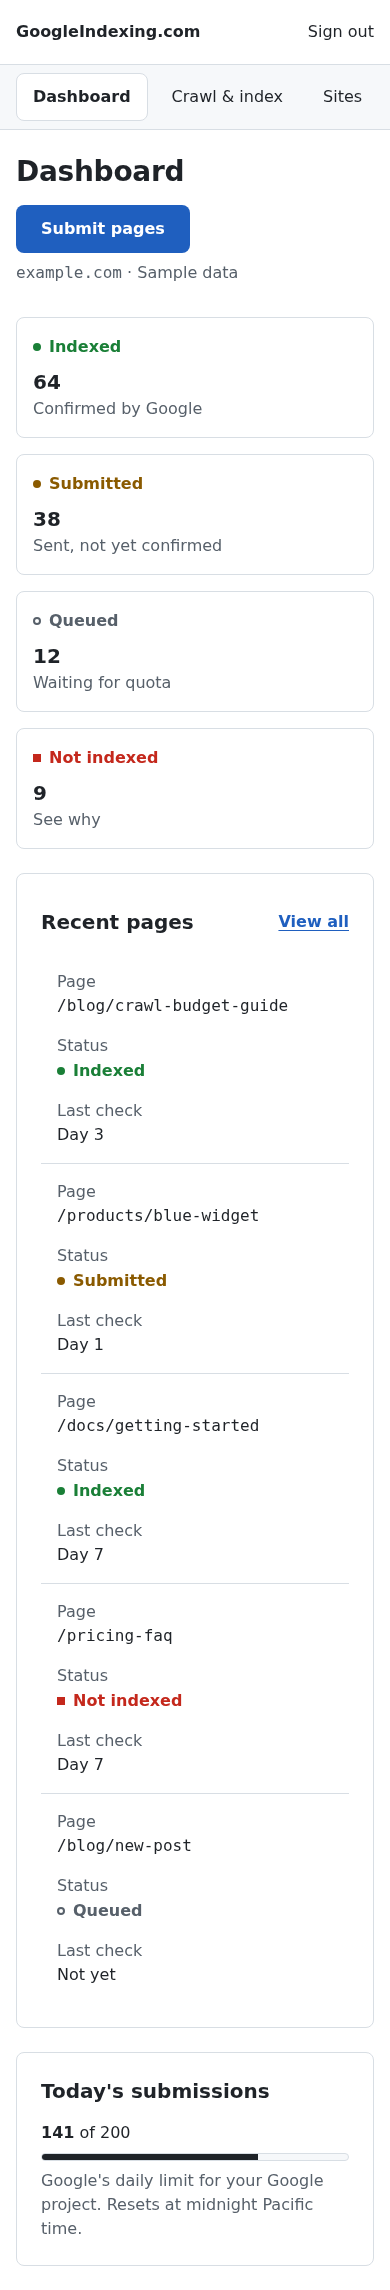 GoogleIndexing.com
Sign out
Dashboard
Crawl & index
Sites
Dashboard
Submit pages
example.com · Sample data
Indexed
64
Confirmed by Google
Submitted
38
Sent, not yet confirmed
Queued
12
Waiting for quota
Not indexed
9
See why
Recent pages
View all
Page
/blog/crawl-budget-guide
Status
Indexed
Last check
Day 3
Page
/products/blue-widget
Status
Submitted
Last check
Day 1
Page
/docs/getting-started
Status
Indexed
Last check
Day 7
Page
/pricing-faq
Status
Not indexed
Last check
Day 7
Page
/blog/new-post
Status
Queued
Last check
Not yet
Today's submissions
141 of 200
Google's daily limit for your Google
project. Resets at midnight Pacific
time.